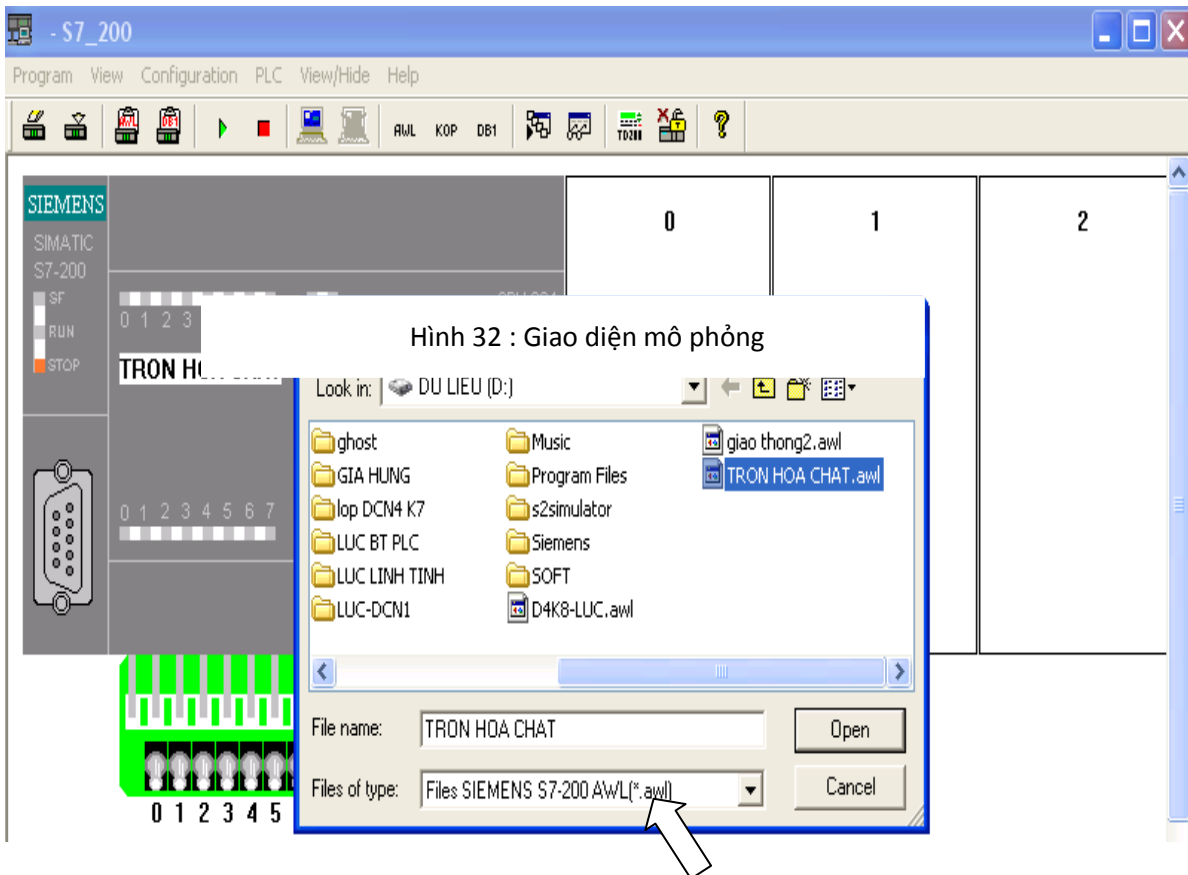 - S7_200
Program View Configuration PLC View/Hide Help
AWL DB1 AWL KOP DB1 TD200 ?
SIEMENS
SIMATIC
S7-200
SF
RUN
STOP
0 1 2 3
0 1 2
Hình 32 : Giao diện mô phỏng
TRON H
Look in: DU LIEU (D:)
ghost Music giao thong2.awl
GIA HUNG Program Files TRON HOA CHAT.awl
lop DCN4 K7 s2simulator
LUC BT PLC Siemens
LUC LINH TINH SOFT
LUC-DCN1 D4K8-LUC.awl
0 1 2 3 4 5 6 7
File name: TRON HOA CHAT Open
Files of type: Files SIEMENS S7-200 AWL(*.awl) Cancel
0 1 2 3 4 5